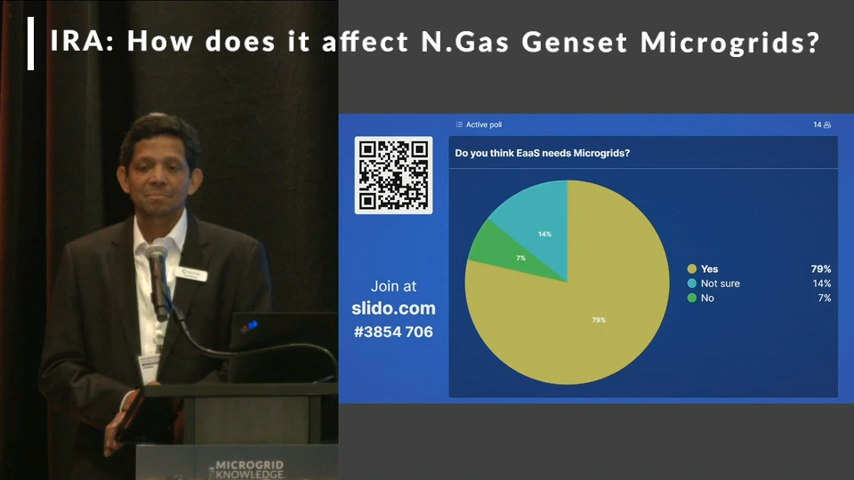 IRA: How does it affect N.Gas Genset Microgrids?
Active poll
14
Do you think EaaS needs Microgrids?
14%
7%
79%
Yes 79%
Not sure 14%
No 7%
Join at
slido.com
#3854 706
MICROGRID
KNOWLEDGE